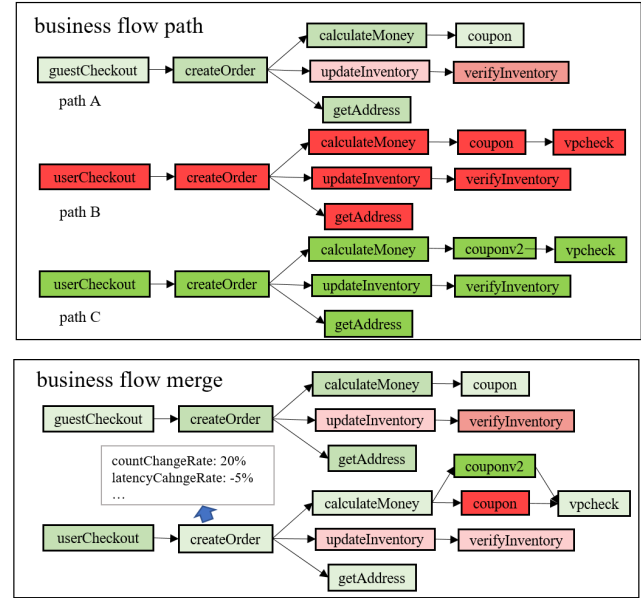 business flow path
calculateMoney coupon
guestCheckout createOrder updateInventory verifyInventory
path A
getAddress
calculateMoney coupon vpcheck
userCheckout createOrder updateInventory verifyInventory
path B
getAddress
calculateMoney couponv2 vpcheck
userCheckout createOrder updateInventory verifyInventory
path C
getAddress
business flow merge
calculateMoney coupon
guestCheckout createOrder updateInventory verifyInventory
getAddress
countChangeRate: 20%
latencyCahngeRate: -5%
…
couponv2
calculateMoney coupon vpcheck
userCheckout createOrder updateInventory verifyInventory
getAddress